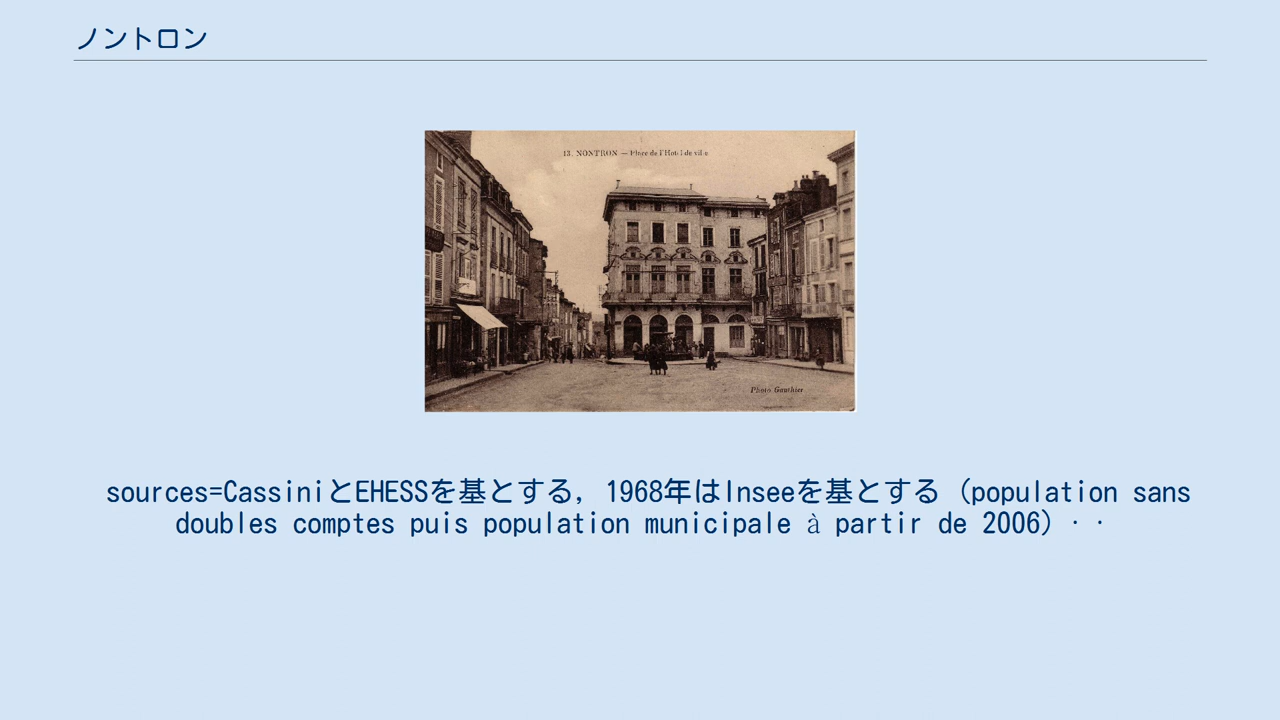 ノントロン
13. NONTRON — Place de l'Hotel de ville
Photo Gauthier
sources=CassiniとEHESSを基とする, 1968年はInseeを基とする (population sans
doubles comptes puis population municipale à partir de 2006)・・